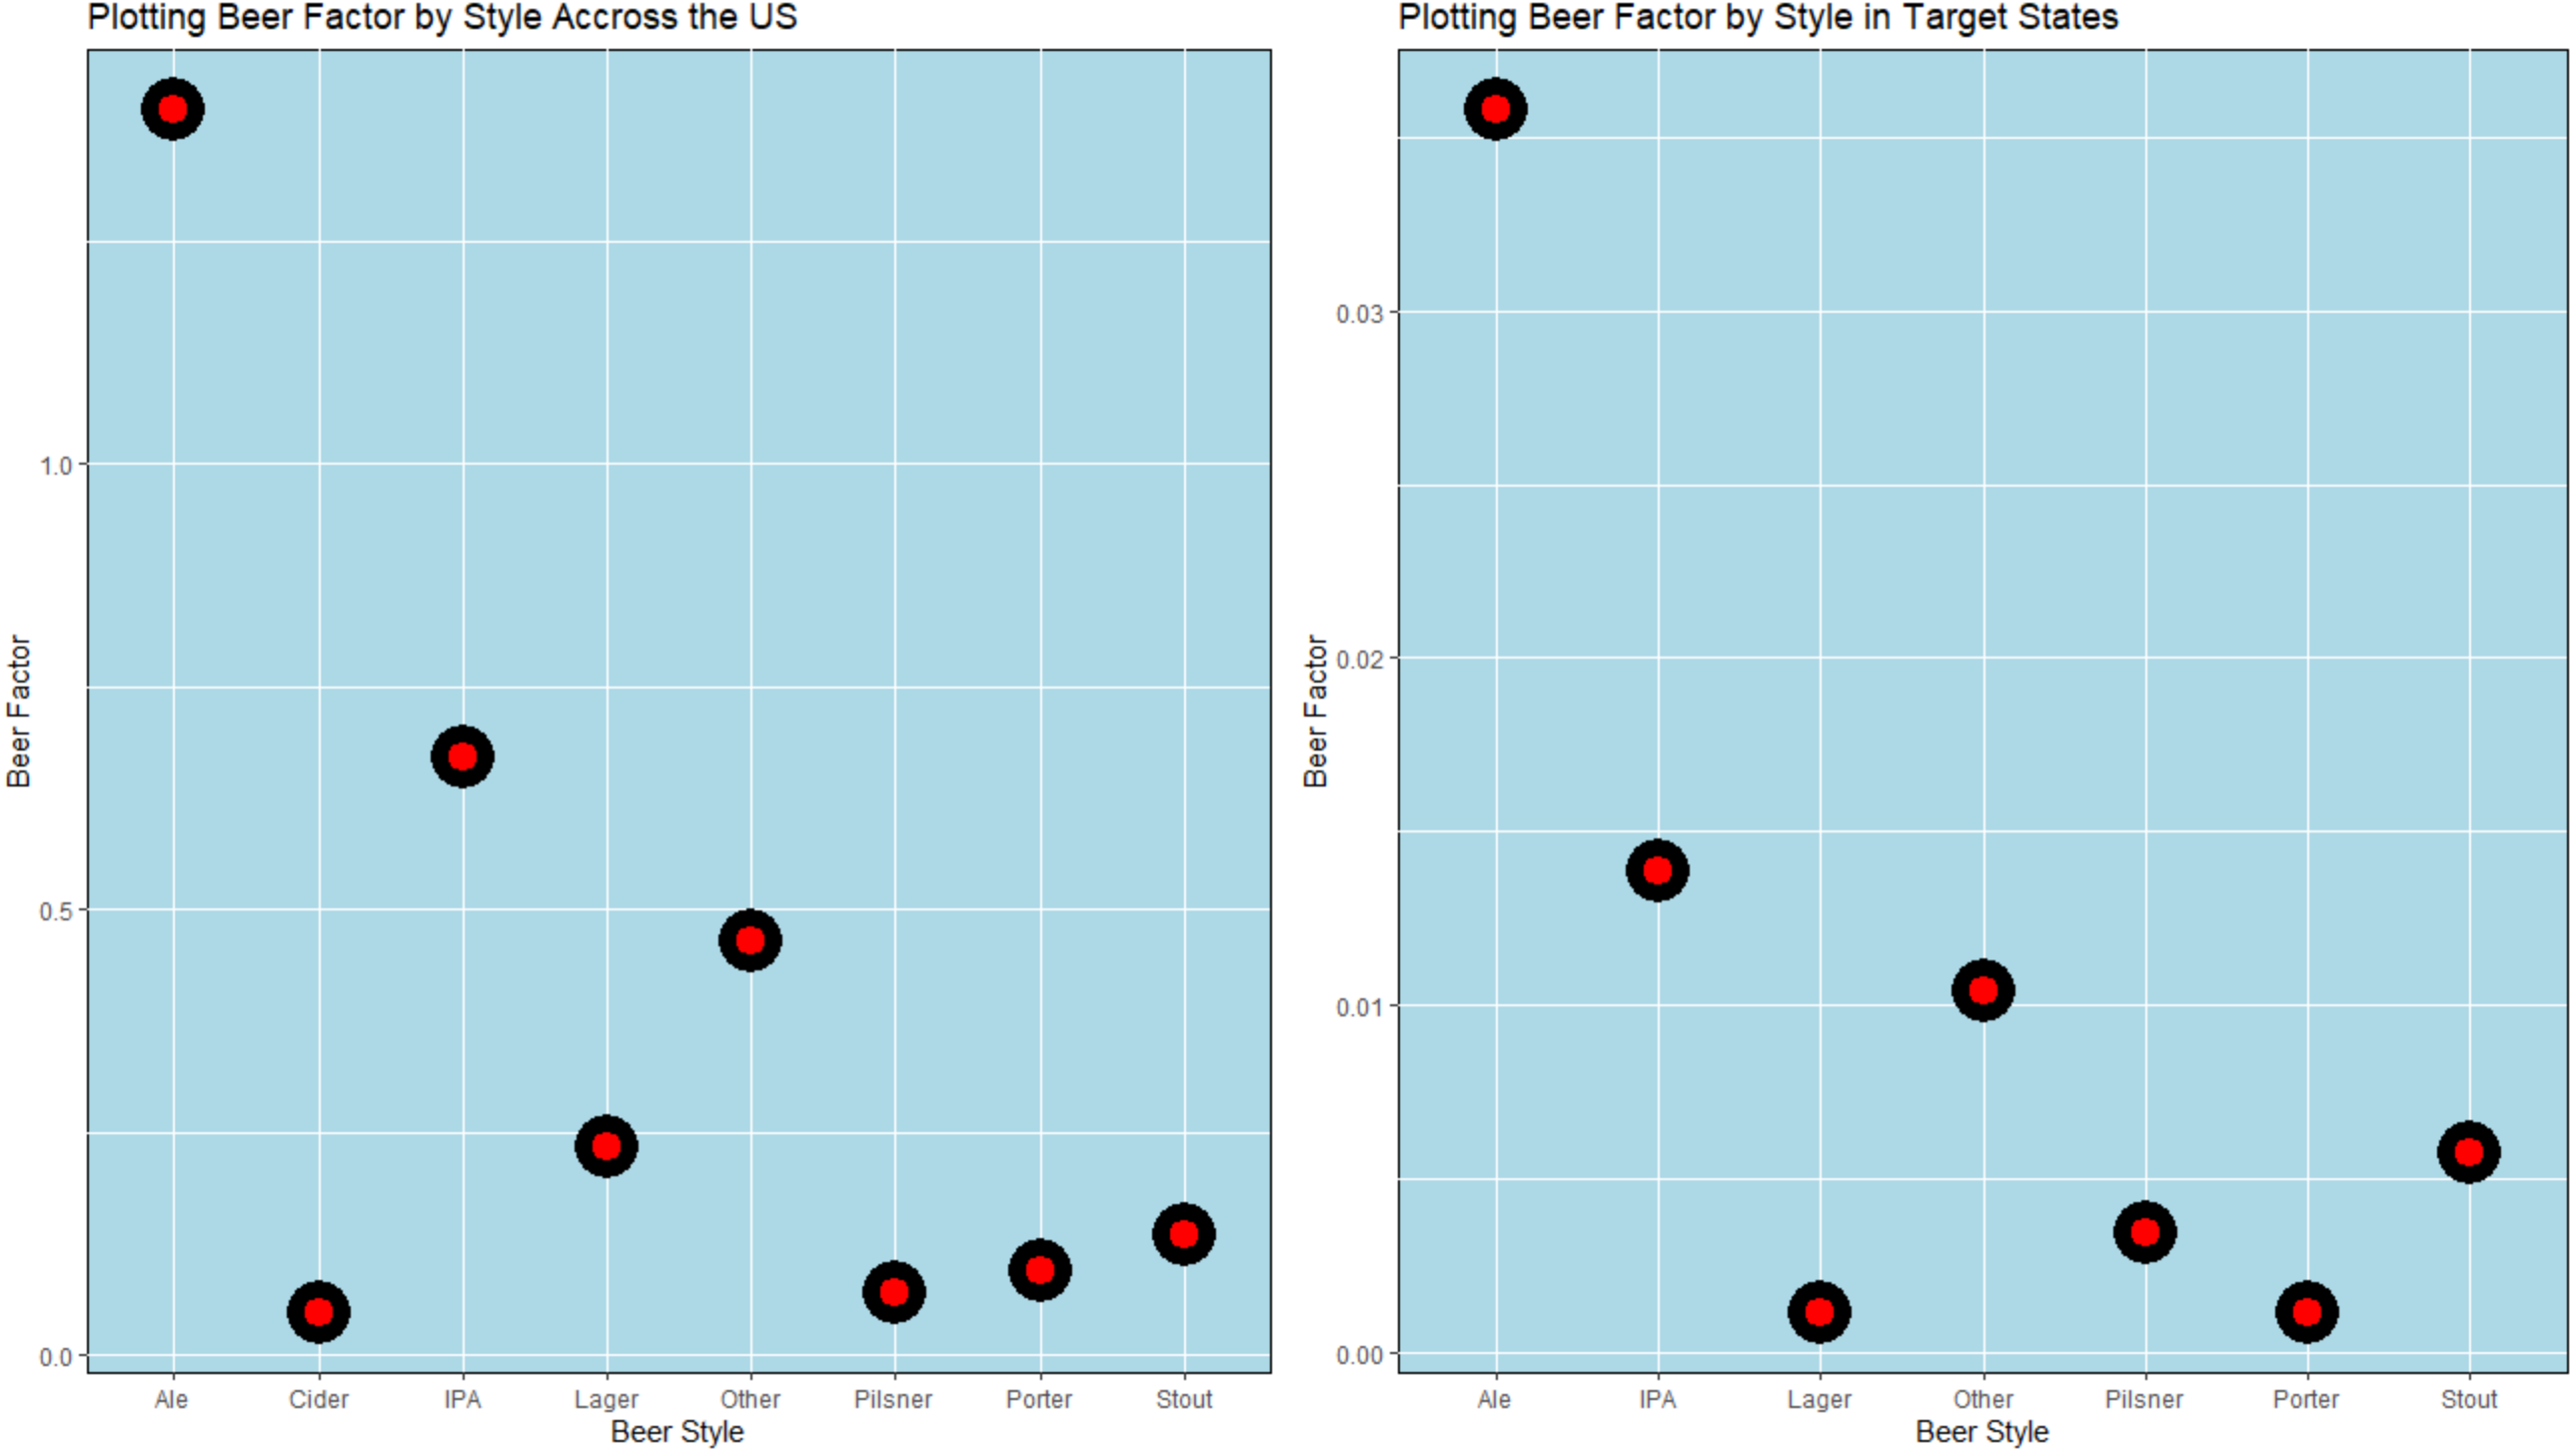 Plotting Beer Factor by Style Accross the US
Beer Factor
1.0
0.5
0.0
Ale Cider IPA Lager Other Pilsner Porter Stout
Beer Style
Plotting Beer Factor by Style in Target States
Beer Factor
0.03
0.02
0.01
0.00
Ale IPA Lager Other Pilsner Porter Stout
Beer Style